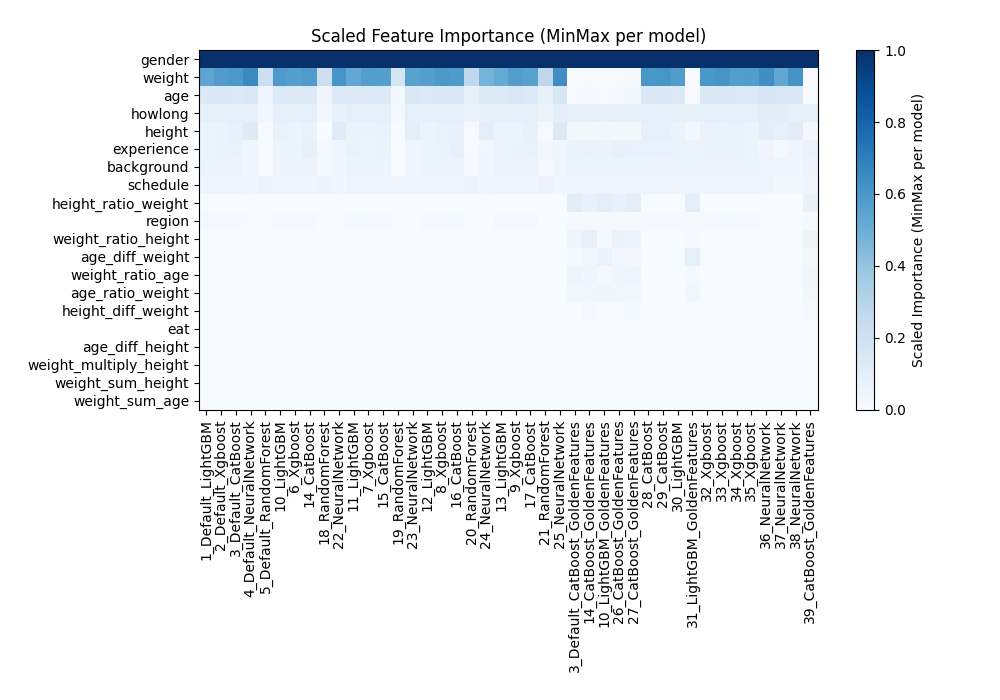 Scaled Feature Importance (MinMax per model)
gender
weight
age
howlong
height
experience
background
schedule
height_ratio_weight
region
weight_ratio_height
age_diff_weight
weight_ratio_age
age_ratio_weight
height_diff_weight
eat
age_diff_height
weight_multiply_height
weight_sum_height
weight_sum_age
1_Default_LightGBM
2_Default_Xgboost
3_Default_CatBoost
4_Default_NeuralNetwork
5_Default_RandomForest
10_LightGBM
6_Xgboost
14_CatBoost
18_RandomForest
22_NeuralNetwork
11_LightGBM
7_Xgboost
15_CatBoost
19_RandomForest
23_NeuralNetwork
12_LightGBM
8_Xgboost
16_CatBoost
20_RandomForest
24_NeuralNetwork
13_LightGBM
9_Xgboost
17_CatBoost
21_RandomForest
25_NeuralNetwork
3_Default_CatBoost_GoldenFeatures
14_CatBoost_GoldenFeatures
10_LightGBM_GoldenFeatures
26_CatBoost_GoldenFeatures
27_CatBoost_GoldenFeatures
28_CatBoost
29_CatBoost
30_LightGBM
31_LightGBM_GoldenFeatures
32_Xgboost
33_Xgboost
34_Xgboost
35_Xgboost
36_NeuralNetwork
37_NeuralNetwork
38_NeuralNetwork
39_CatBoost_GoldenFeatures
1.0
0.8
0.6
0.4
0.2
0.0
Scaled Importance (MinMax per model)